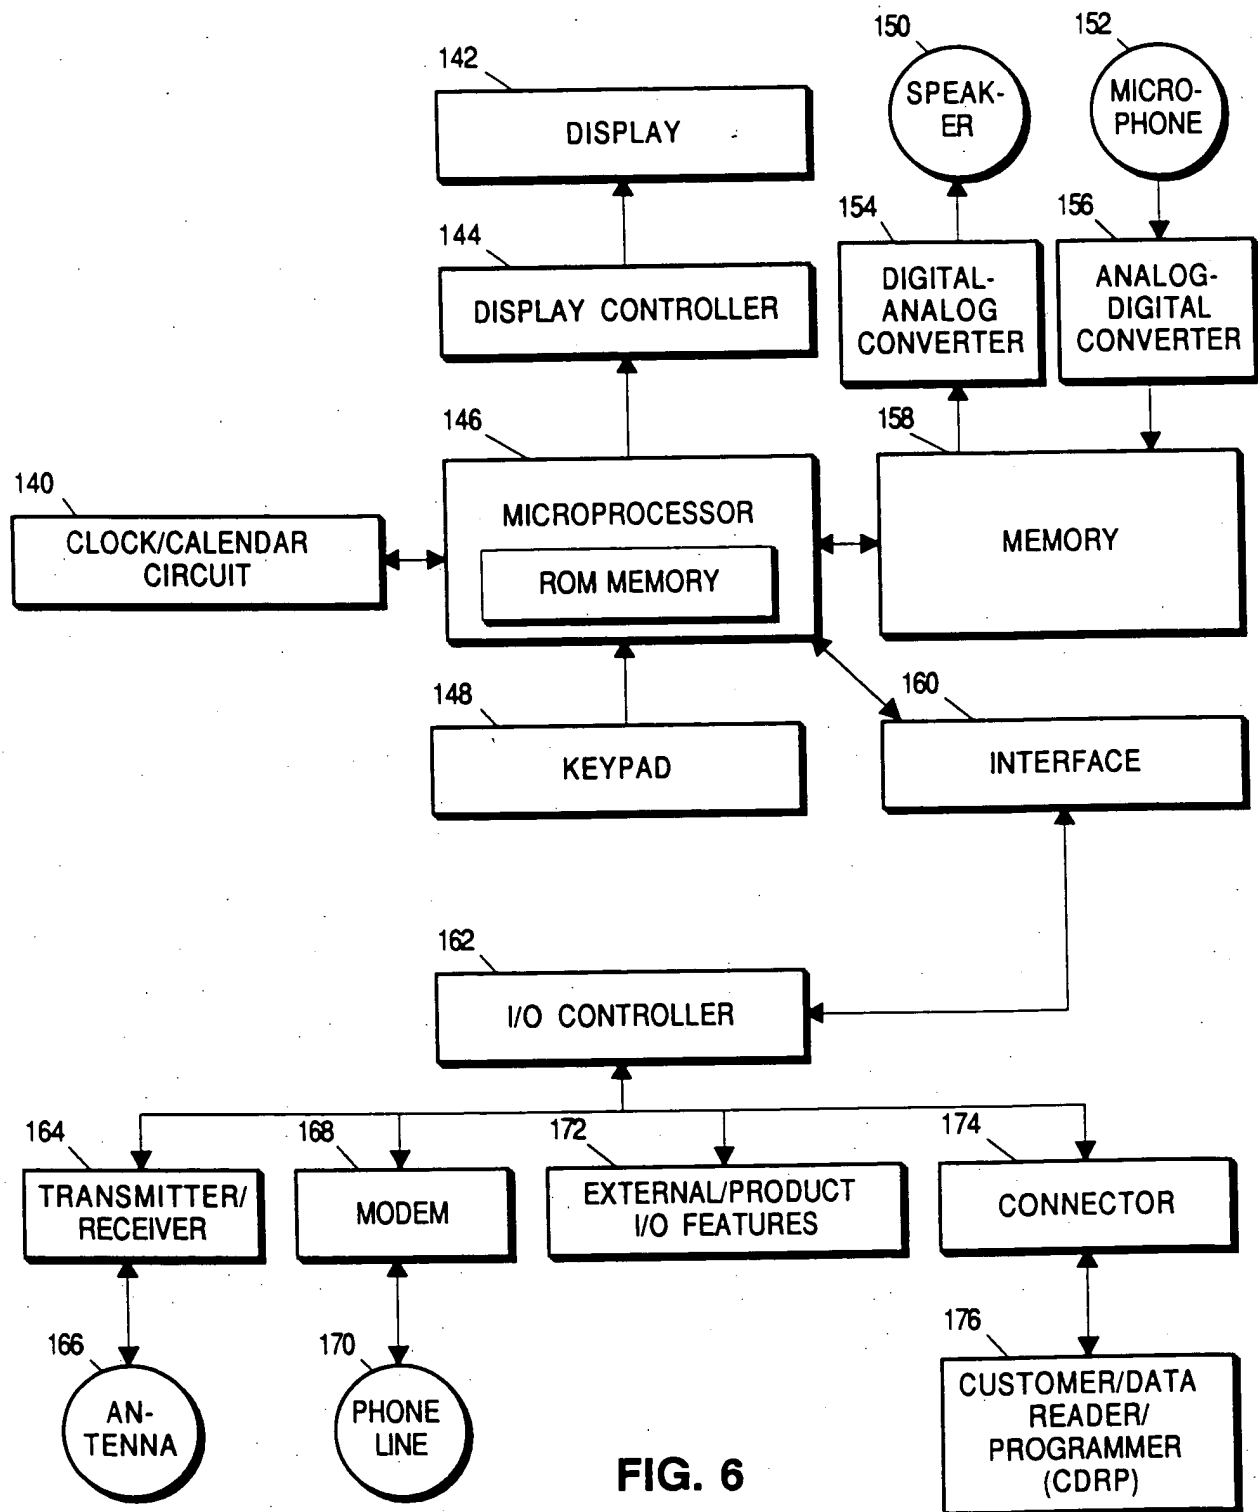 150
152
142
SPEAK-
ER
MICRO-
PHONE
DISPLAY
154
156
144
DIGITAL-
ANALOG
CONVERTER
ANALOG-
DIGITAL
CONVERTER
DISPLAY CONTROLLER
146
158
140
MICROPROCESSOR
CLOCK/CALENDAR
CIRCUIT
ROM MEMORY
MEMORY
148
160
KEYPAD
INTERFACE
162
I/O CONTROLLER
164
168
172
174
TRANSMITTER/
RECEIVER
MODEM
EXTERNAL/PRODUCT
I/O FEATURES
CONNECTOR
166
170
176
AN-
TENNA
PHONE
LINE
CUSTOMER/DATA
READER/
PROGRAMMER
(CDRP)
FIG. 6